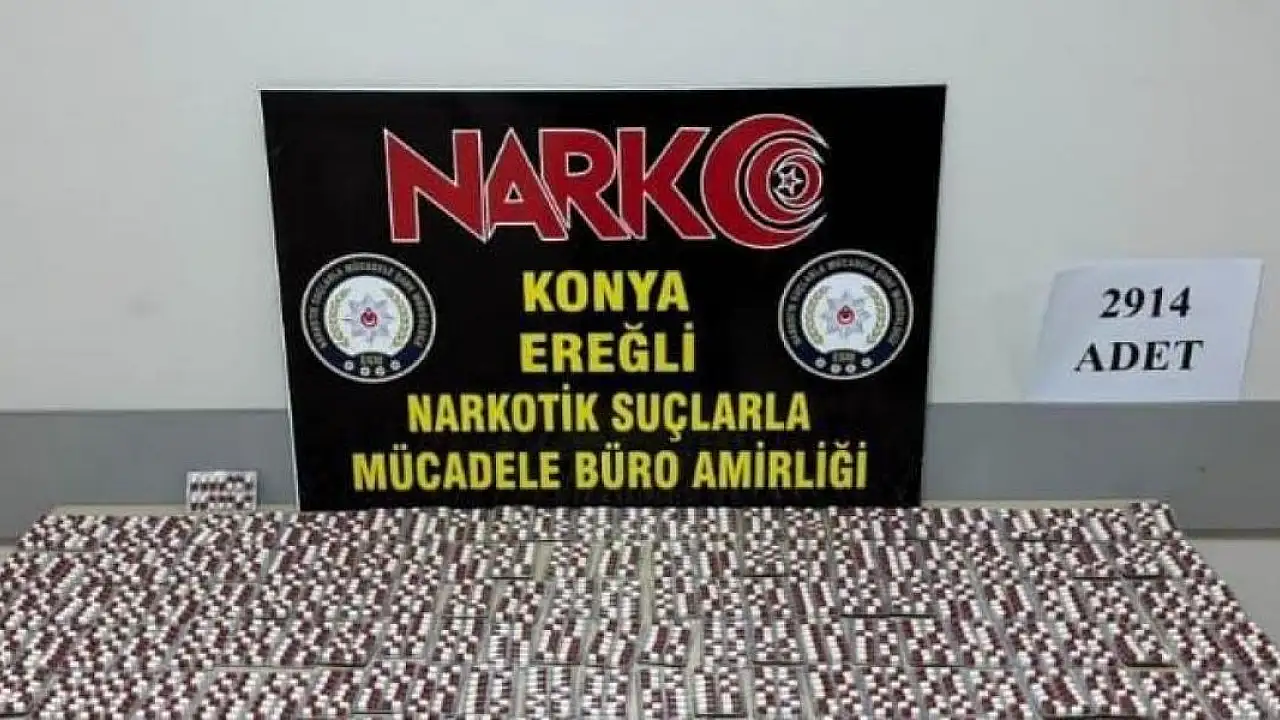 NARKO
KONYA
EREĞLİ
NARKOTİK SUÇLARLA
MÜCADELE BÜRO AMİRLİĞİ
2914
ADET